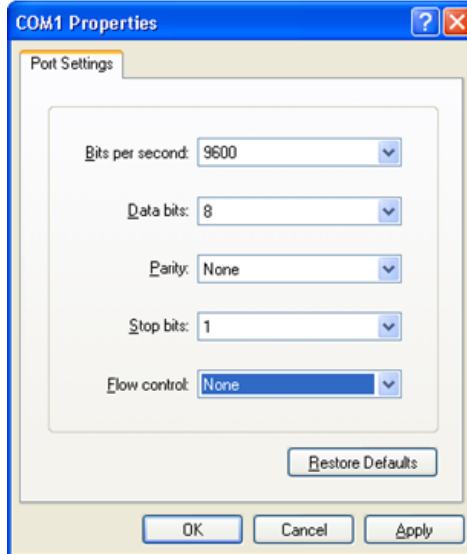 COM1 Properties
Port Settings
Bits per second: 9600
Data bits: 8
Parity: None
Stop bits: 1
Flow control: None
Restore Defaults
OK Cancel Apply